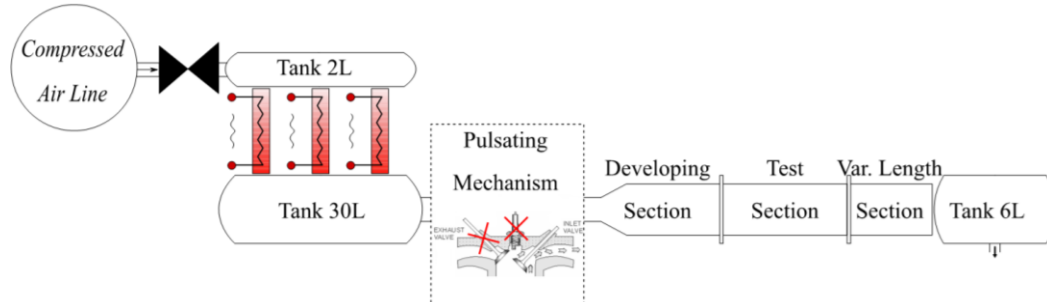 Compressed
Air Line
Tank 2L
Tank 30L
Pulsating
Mechanism
EXHAUST
VALVE
INLET
VALVE
Developing
Section
Test
Section
Var. Length
Section
Tank 6L